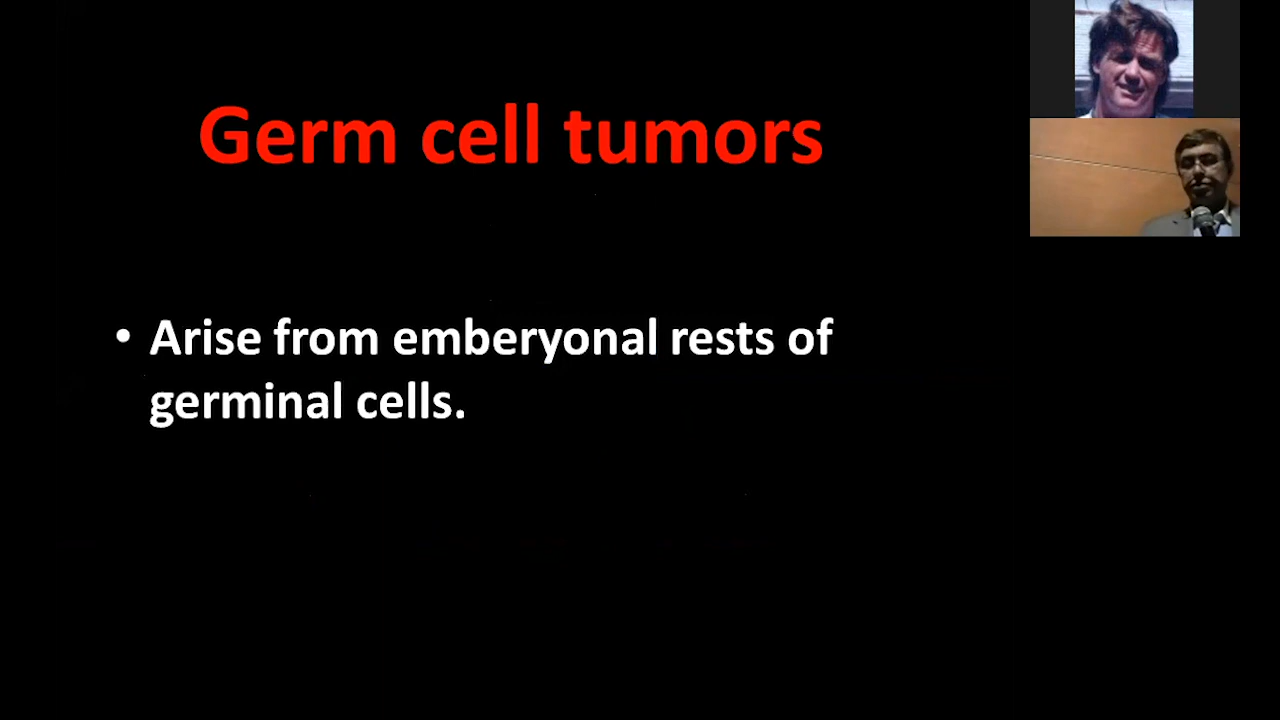 Germ cell tumors
• Arise from emberyonal rests of
germinal cells.